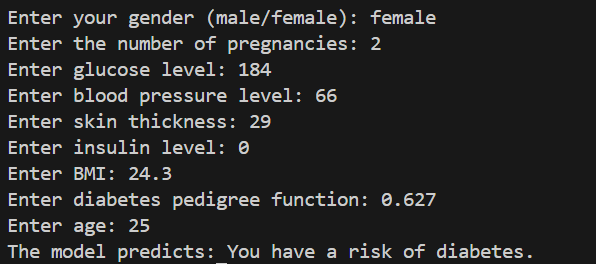 Enter your gender (male/female): female
Enter the number of pregnancies: 2
Enter glucose level: 184
Enter blood pressure level: 66
Enter skin thickness: 29
Enter insulin level: 0
Enter BMI: 24.3
Enter diabetes pedigree function: 0.627
Enter age: 25
The model predicts: You have a risk of diabetes.